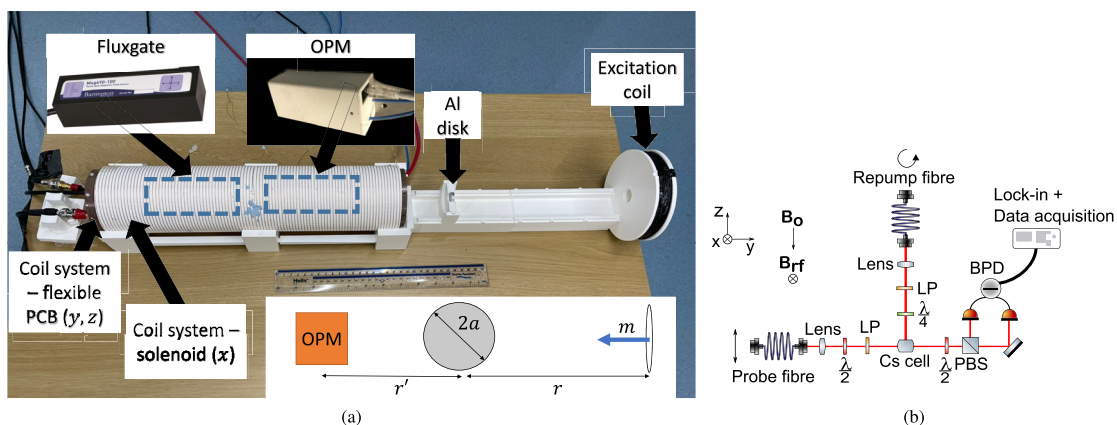 Fluxgate
OPM
Excitation
coil
Al
disk
Coil system
– flexible
PCB (y, z)
Coil system –
solenoid (x)
OPM
2a
m
r′
r
(a)
z
x
y
Bo
Brf
Repump fibre
Lens
LP
λ
4
Lock-in +
Data acquisition
BPD
Probe fibre
Lens
λ
2
LP
Cs cell
λ
2
PBS
(b)